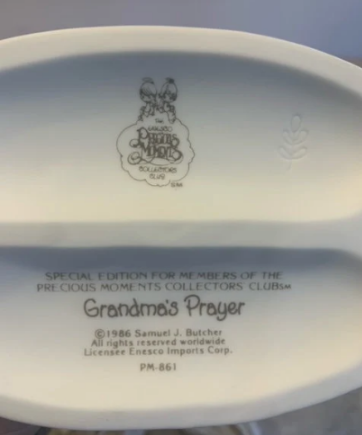 THE
ENESCO
PRECIOUS
MOMENTS
COLLECTORS
CLUB
SPECIAL EDITION FOR MEMBERS OF THE
PRECIOUS MOMENTS COLLECTORS CLUB℠
Grandma's Prayer
©1986 Samuel J. Butcher
All rights reserved worldwide
Licensee Enesco Imports Corp.
PM-861